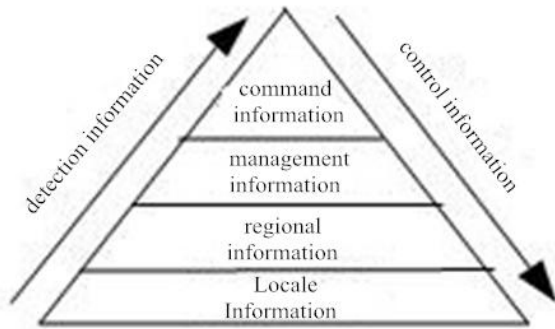 detection information
control information
command
information
management
information
regional
information
Locale
Information